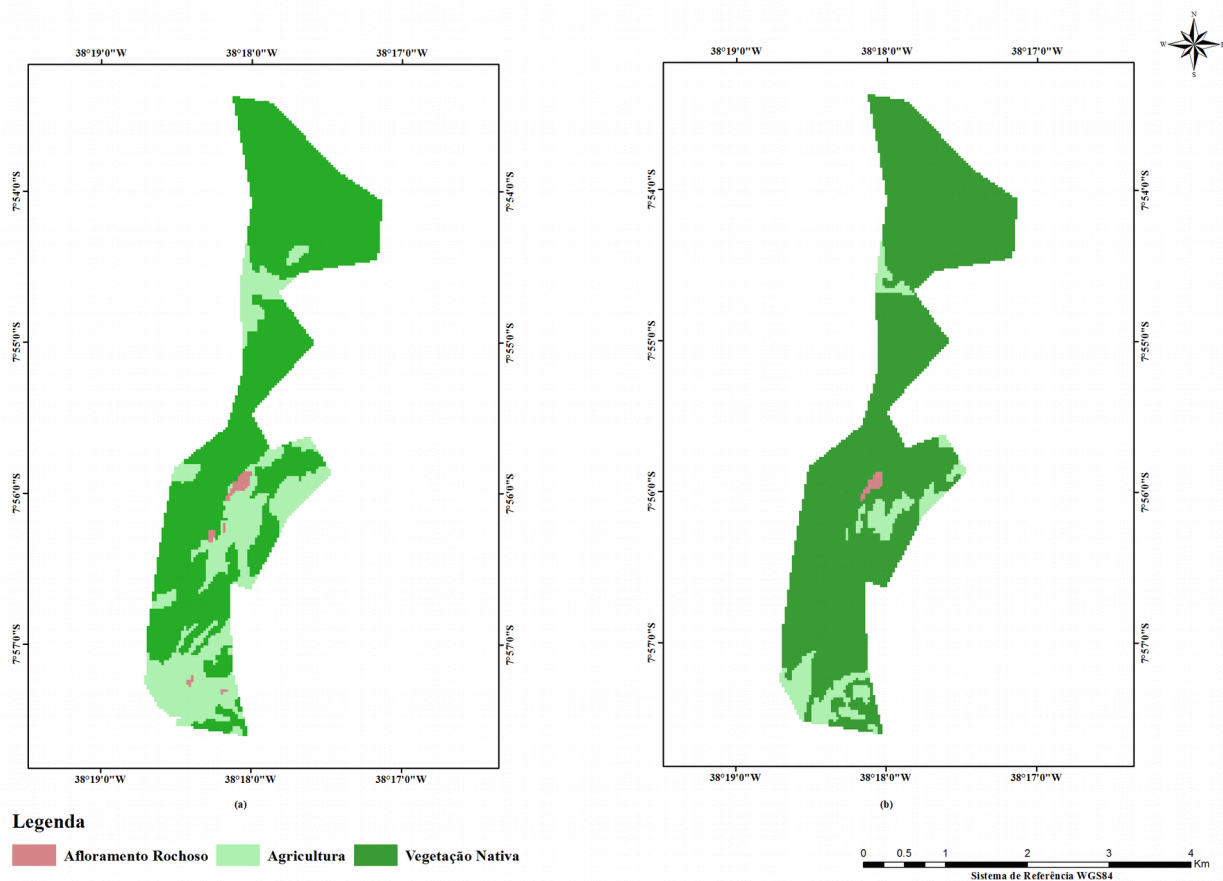 N
W E
S
38°19'0"W 38°18'0"W 38°17'0"W
38°19'0"W 38°18'0"W 38°17'0"W
7°54'0"S 7°54'0"S
7°55'0"S 7°55'0"S
7°56'0"S 7°56'0"S
7°57'0"S 7°57'0"S
7°54'0"S 7°54'0"S
7°55'0"S 7°55'0"S
7°56'0"S 7°56'0"S
7°57'0"S 7°57'0"S
38°19'0"W 38°18'0"W 38°17'0"W
38°19'0"W 38°18'0"W 38°17'0"W
(a)
(b)
Legenda
Afloramento Rochoso Agricultura Vegetação Nativa
0 0.5 1 2 3 4
Km
Sistema de Referência WGS84